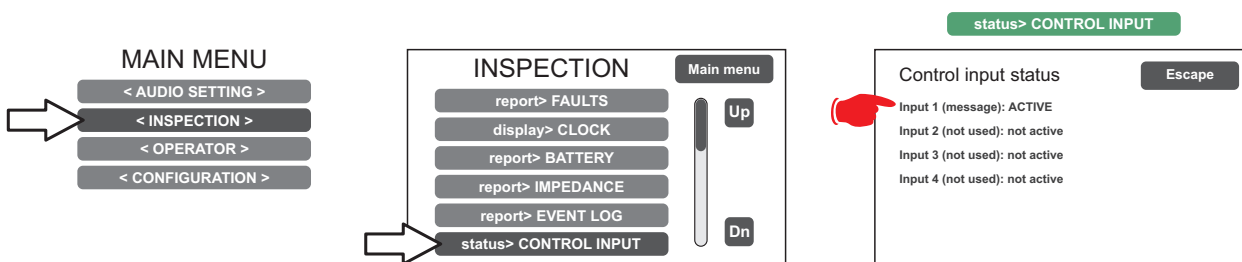 MAIN MENU
< AUDIO SETTING >
< INSPECTION >
< OPERATOR >
< CONFIGURATION >
INSPECTION
Main menu
report> FAULTS
display> CLOCK
report> BATTERY
report> IMPEDANCE
report> EVENT LOG
status> CONTROL INPUT
Up
Dn
status> CONTROL INPUT
Control input status
Escape
Input 1 (message): ACTIVE
Input 2 (not used): not active
Input 3 (not used): not active
Input 4 (not used): not active